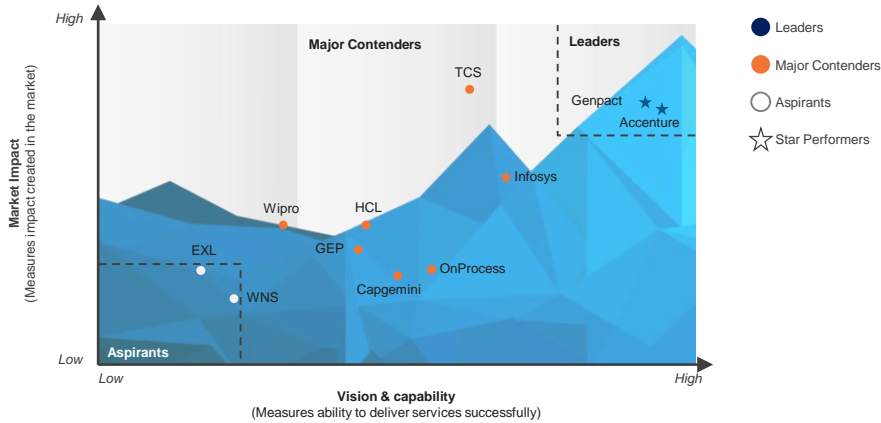 High
Major Contenders
Leaders
TCS
Genpact
Accenture
Infosys
Wipro
HCL
GEP
EXL
OnProcess
Capgemini
WNS
Aspirants
Market Impact
(Measures impact created in the market)
Low
Low
High
Vision & capability
(Measures ability to deliver services successfully)
Leaders
Major Contenders
Aspirants
Star Performers